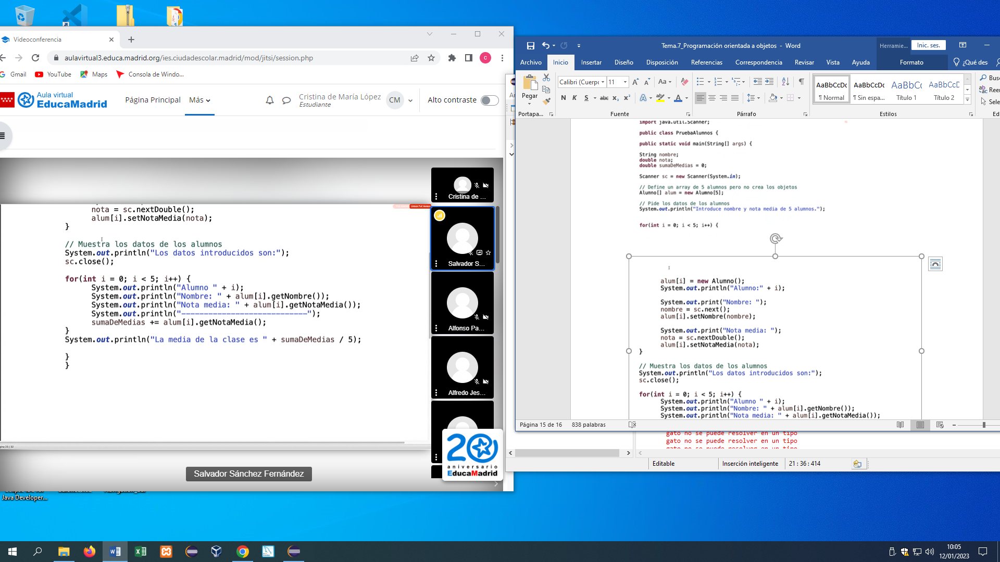 Videoconferencia
aulavirtual3.educa.madrid.org/ies.ciudadescolar.madrid/mod/jitsi/session.php
Gmail
YouTube
Maps
Consola de Windo...
Aula virtual
EducaMadrid
Página Principal
Más
Cristina de María López
Estudiante
CM
Alto contraste
nota = sc.nextDouble();
alum[i].setNotaMedia(nota);
}
// Muestra los datos de los alumnos
System.out.println("Los datos introducidos son:");
sc.close();
for(int i = 0; i < 5; i++) {
System.out.println("Alumno " + i);
System.out.println("Nombre: " + alum[i].getNombre());
System.out.println("Nota media: " + alum[i].getNotaMedia());
System.out.println("-----------------------------");
sumaDeMedias += alum[i].getNotaMedia();
}
System.out.println("La media de la clase es " + sumaDeMedias / 5);
}
}
Cristina de ...
Salvador S...
Alfonso Pa...
Alfredo Jes...
20
aniversario
EducaMadrid
Salvador Sánchez Fernández
Java Developer...
Tema.7_Programación orientada a objetos - Word
Herramie...
Inic. ses.
Archivo
Inicio
Insertar
Diseño
Disposición
Referencias
Correspondencia
Revisar
Vista
Ayuda
Formato
¿Qué des
Pegar
Portapa...
Calibri (Cuerpo
11
N K S abc x₂ x²
Fuente
Párrafo
AaBbCcDc
¶ Normal
AaBbCcDc
¶ Sin espa...
AaBbCc
Título 1
AaBbCcD
Título 2
Estilos
Bus
Reen
Sele
Ed
import java.util.Scanner;
public class PruebaAlumnos {
public static void main(String[] args) {
String nombre;
double nota;
double sumaDeMedias = 0;
Scanner sc = new Scanner(System.in);
// Define un array de 5 alumnos pero no crea los objetos
Alumno[] alum = new Alumno[5];
// Pide los datos de los alumnos
System.out.println("Introduce nombre y nota media de 5 alumnos.");
for(int i = 0; i < 5; i++) {
alum[i] = new Alumno();
System.out.println("Alumno:" + i);
System.out.print("Nombre: ");
nombre = sc.next();
alum[i].setNombre(nombre);
System.out.print("Nota media: ");
nota = sc.nextDouble();
alum[i].setNotaMedia(nota);
}
// Muestra los datos de los alumnos
System.out.println("Los datos introducidos son:");
sc.close();
for(int i = 0; i < 5; i++) {
System.out.println("Alumno " + i);
System.out.println("Nombre: " + alum[i].getNombre());
System.out.println("Nota media: " + alum[i].getNotaMedia());
Página 15 de 16
838 palabras
gato no se puede resolver en un tipo
gato no se puede resolver en un tipo
gato no se puede resolver en un tipo
Editable
Inserción inteligente
21 : 36 : 414
10:05
12/01/2023